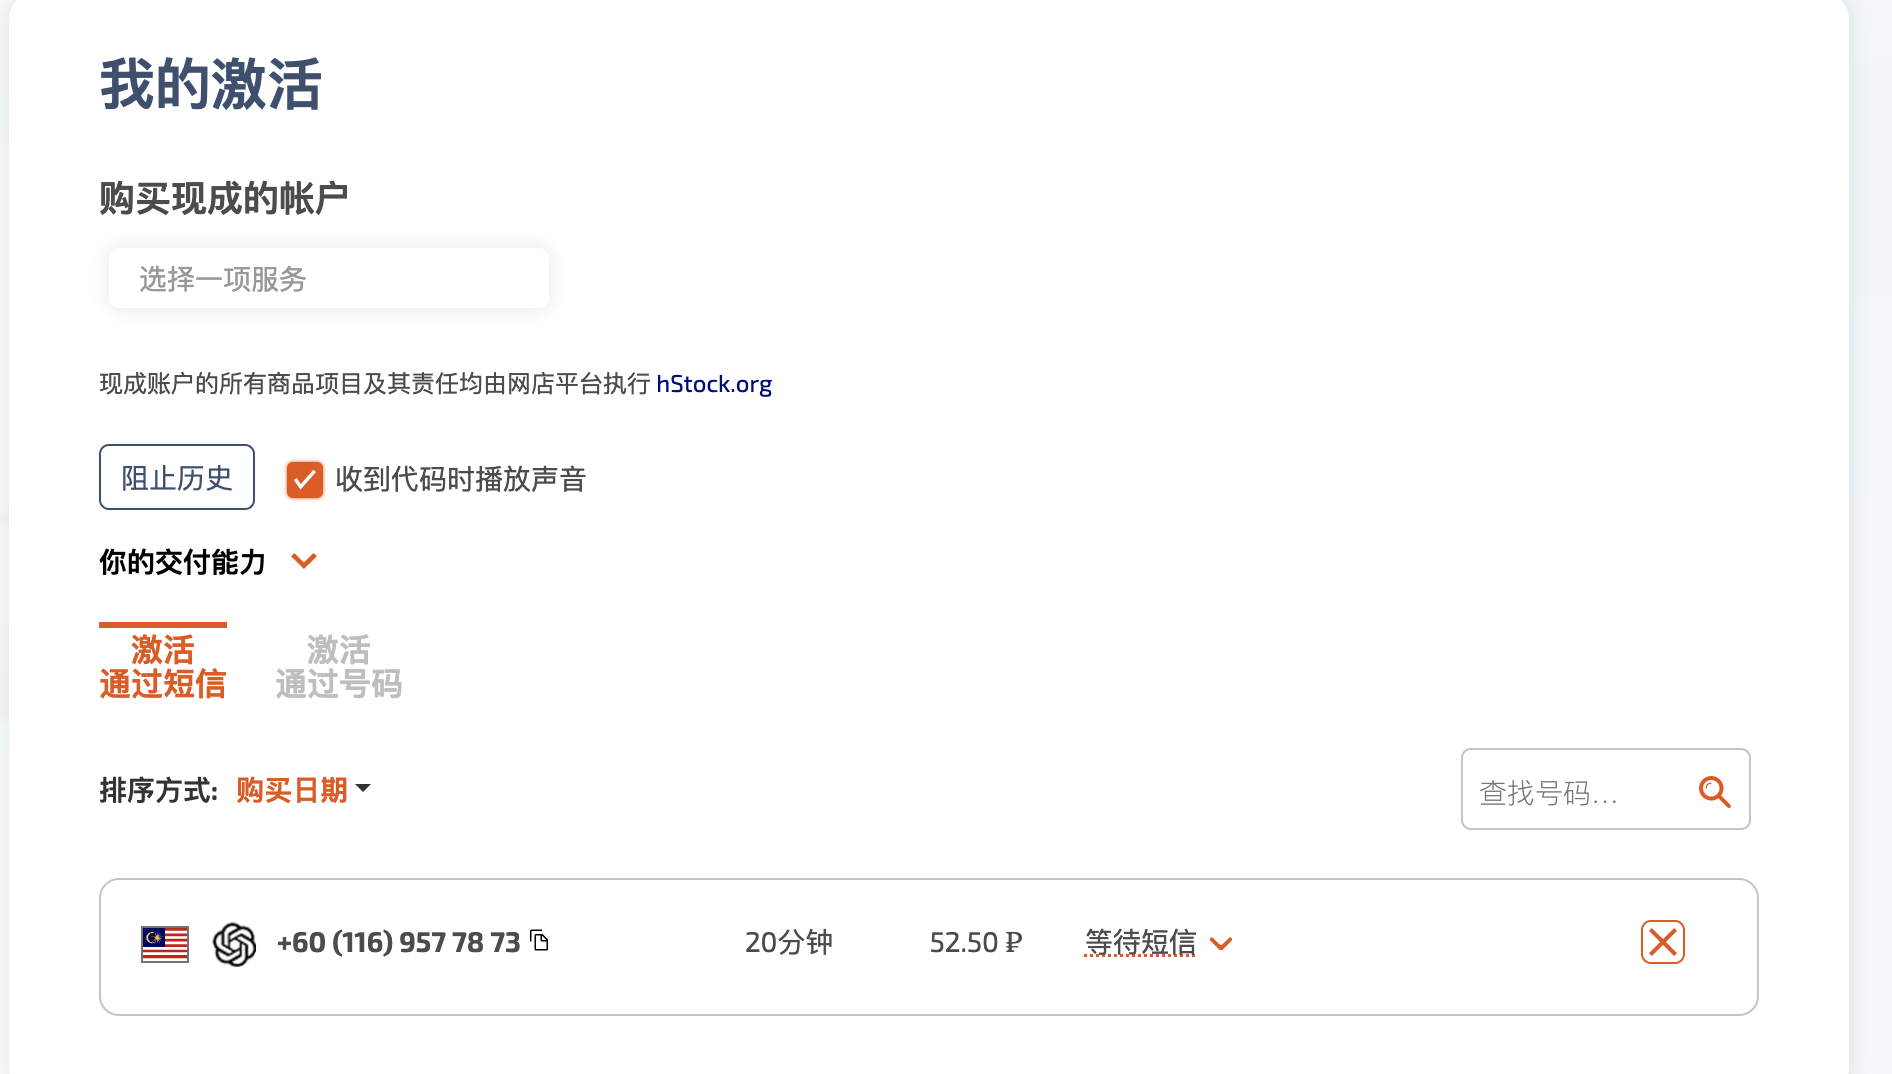 我的激活
购买现成的帐户
选择一项服务
现成账户的所有商品项目及其责任均由网店平台执行 hStock.org
阻止历史 收到代码时播放声音
你的交付能力
激活 激活
通过短信 通过号码
排序方式: 购买日期 查找号码...
+60 (116) 957 78 73 20分钟 52.50 ₽ 等待短信